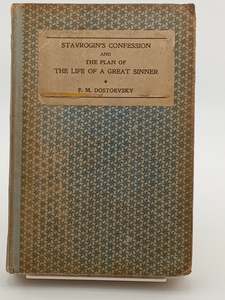 STAVROGIN'S CONFESSION
AND
THE PLAN OF
THE LIFE OF A GREAT SINNER
F. M. DOSTOEVSKY